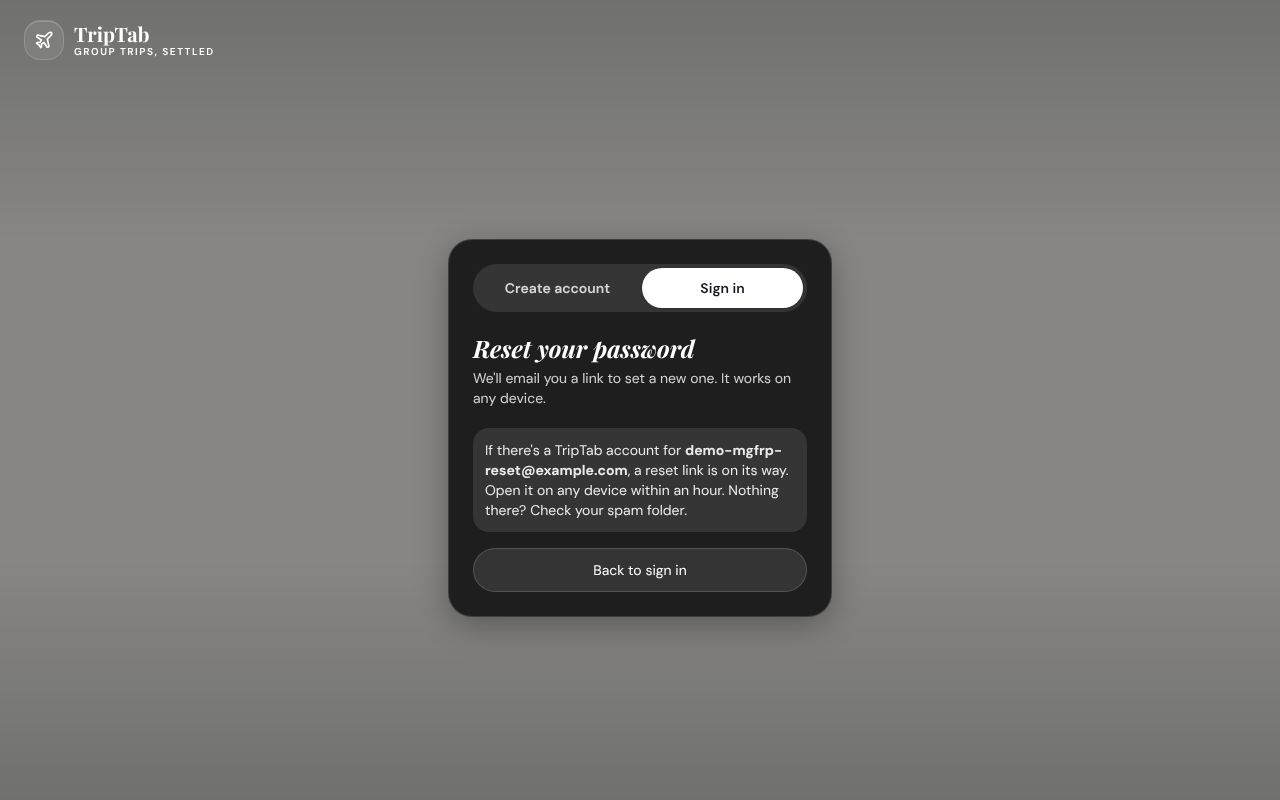 TripTab
GROUP TRIPS, SETTLED
Create account
Sign in
Reset your password
We'll email you a link to set a new one. It works on
any device.
If there's a TripTab account for demo-mgfrp-
reset@example.com, a reset link is on its way.
Open it on any device within an hour. Nothing
there? Check your spam folder.
Back to sign in